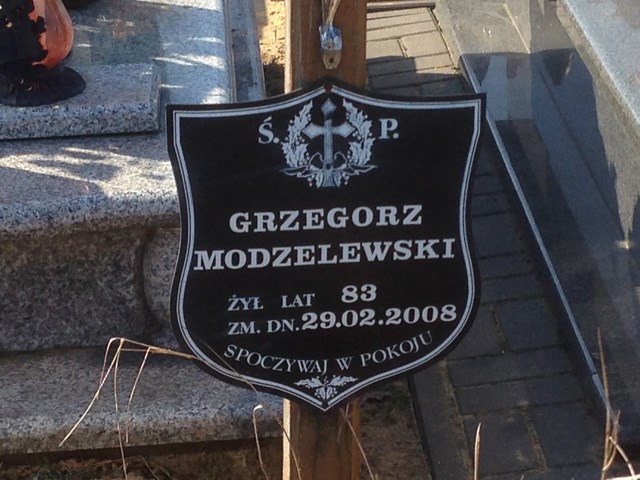 Ś. P.
GRZEGORZ
MODZELEWSKI
ŻYŁ LAT 83
ZM. DN. 29.02.2008
SPOCZYWAJ W POKOJU